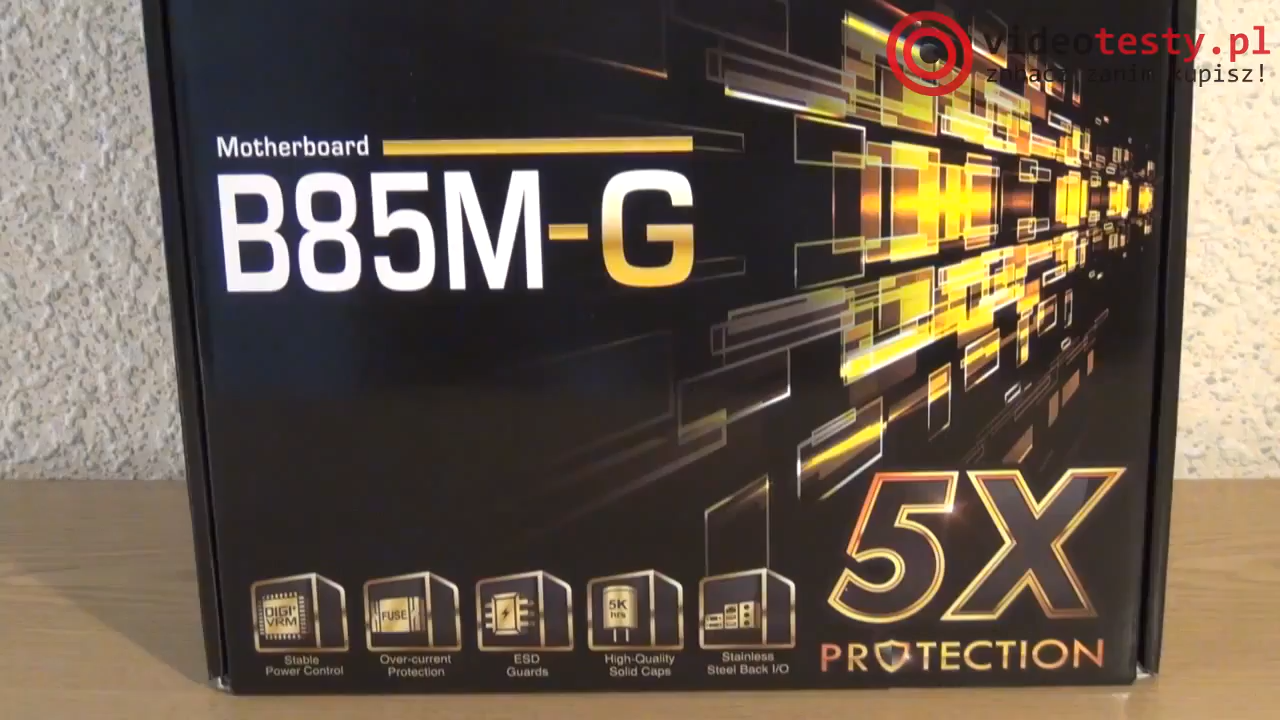 videotesty.pl
zobacz zanim kupisz!
Motherboard
B85M-G
5X
PROTECTION
DIGI+
VRM
Stable
Power Control
FUSE
Over-current
Protection
ESD
Guards
5K
hrs
High-Quality
Solid Caps
Stainless
Steel Back I/O